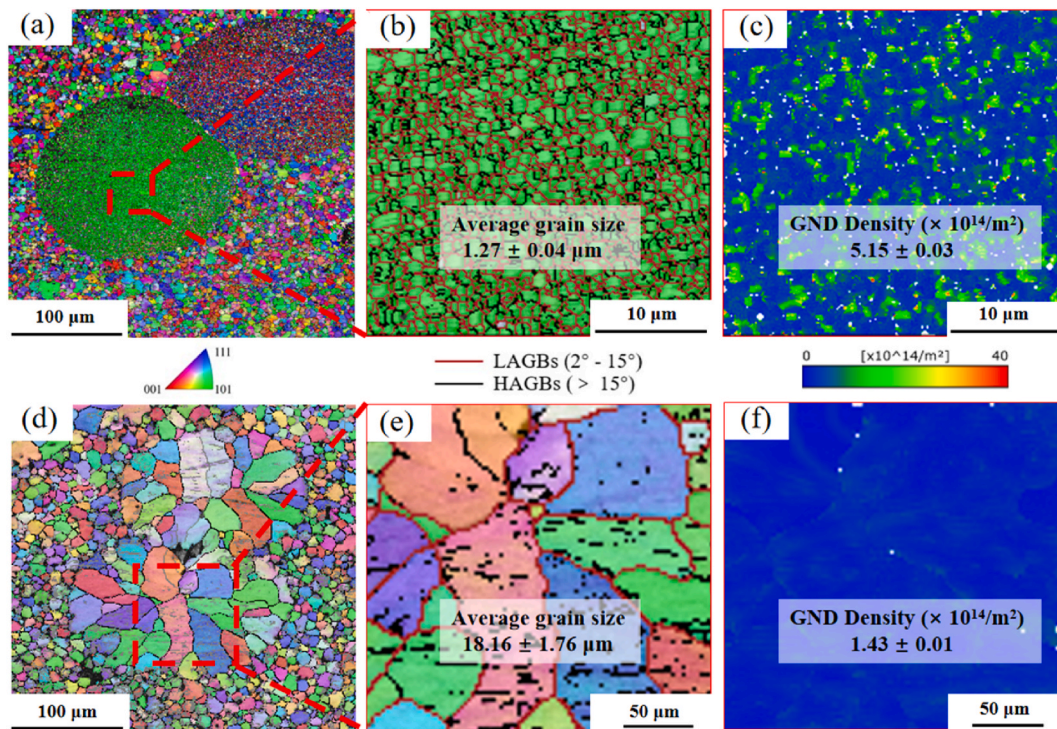 (a)
(b)
(c)
Average grain size
1.27 ± 0.04 μm
GND Density (× 10¹⁴/m²)
5.15 ± 0.03
100 μm
10 μm
10 μm
111
001
101
LAGBs (2° - 15°)
HAGBs ( > 15°)
0 [x10^14/m²] 40
(d)
(e)
(f)
Average grain size
18.16 ± 1.76 μm
GND Density (× 10¹⁴/m²)
1.43 ± 0.01
100 μm
50 μm
50 μm